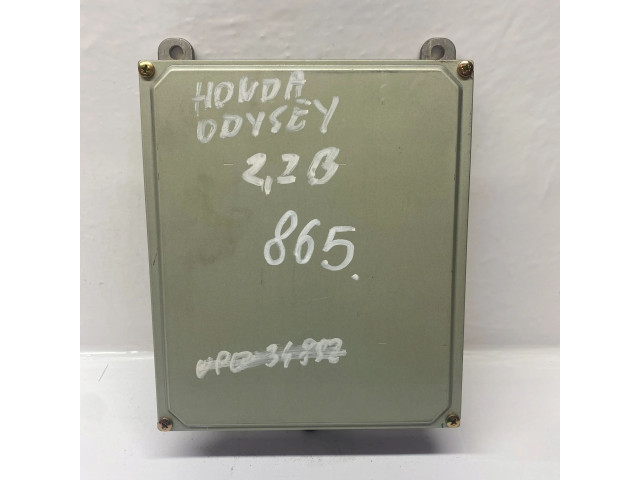 HONDA
ODYSEY
2,2B
865.